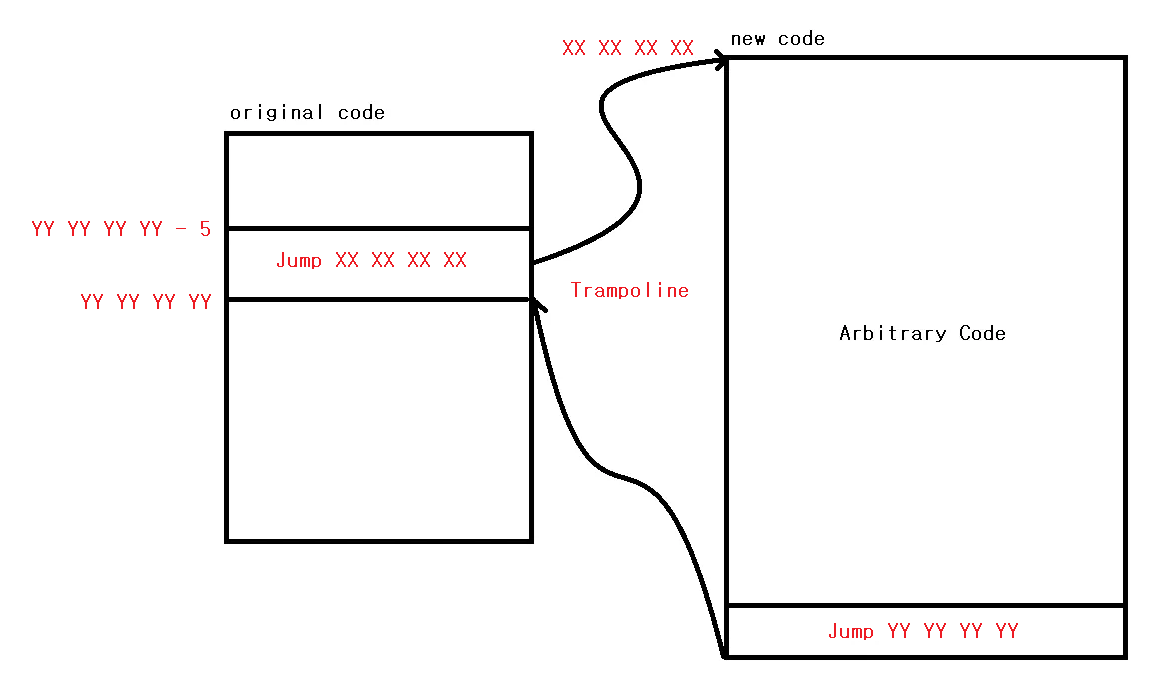 new code
XX XX XX XX
original code
YY YY YY YY - 5
Jump XX XX XX XX
Trampoline
YY YY YY YY
Arbitrary Code
Jump YY YY YY YY